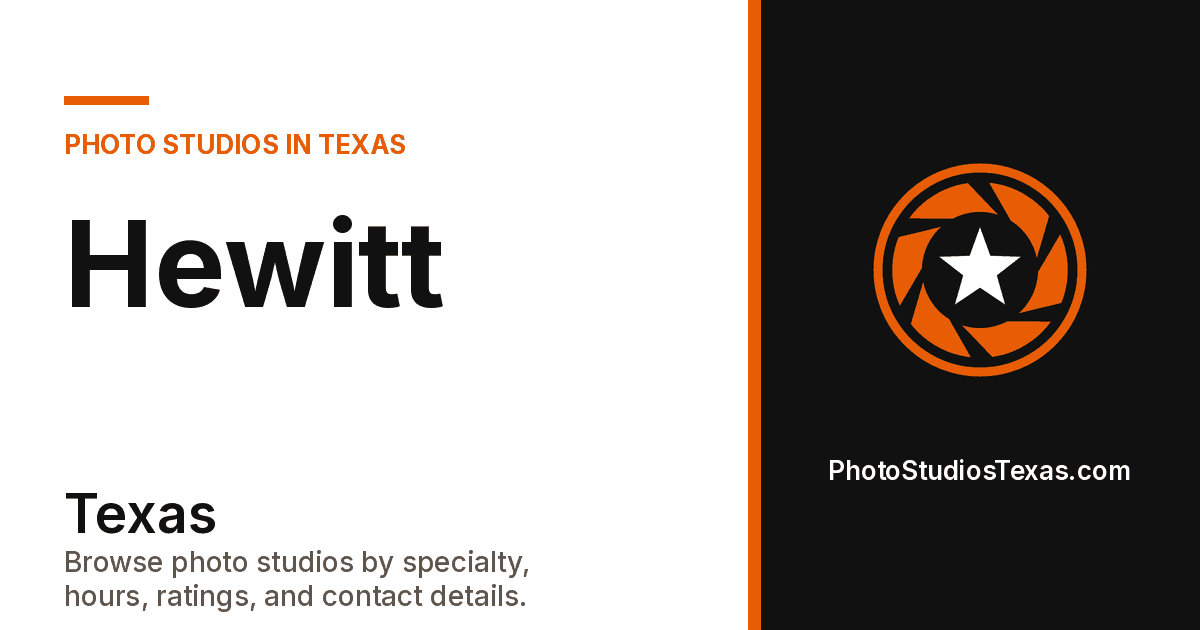 PHOTO STUDIOS IN TEXAS
Hewitt
Texas
Browse photo studios by specialty,
hours, ratings, and contact details.
PhotoStudiosTexas.com